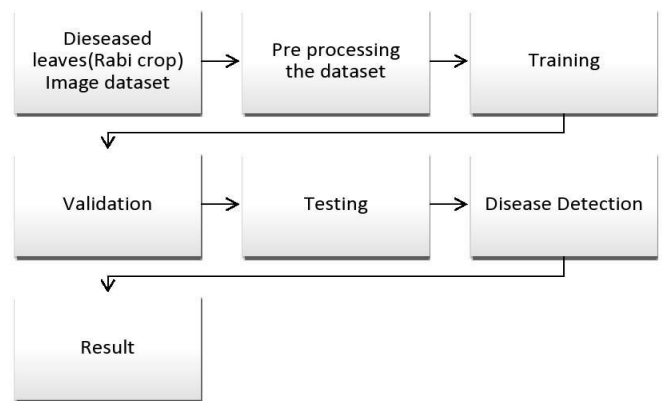 Dieseased
leaves(Rabi crop)
Image dataset
Pre processing
the dataset
Training
Validation
Testing
Disease Detection
Result